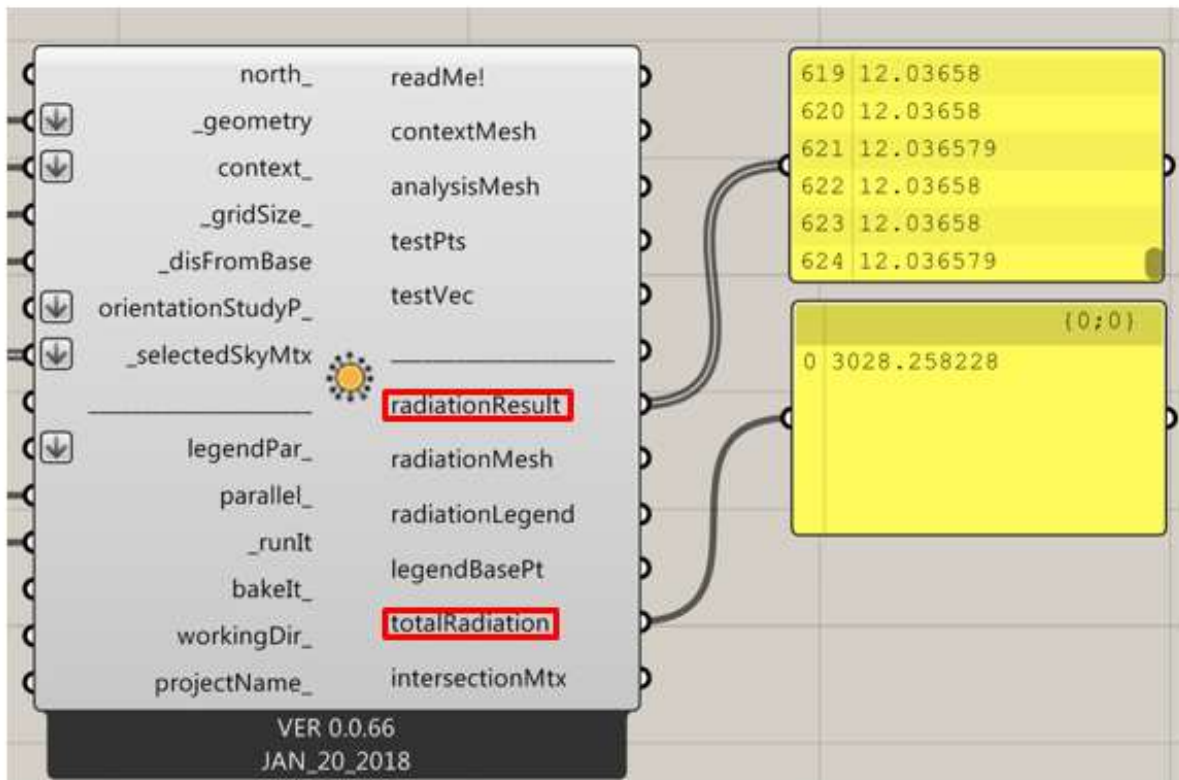 north_
_geometry
context_
_gridSize_
_disFromBase
orientationStudyP_
_selectedSkyMtx
____________________
legendPar_
parallel_
_runIt
bakeIt_
workingDir_
projectName_
readMe!
contextMesh
analysisMesh
testPts
testVec
____________________
radiationResult
radiationMesh
radiationLegend
legendBasePt
totalRadiation
intersectionMtx
VER 0.0.66
JAN_20_2018
619 12.03658
620 12.03658
621 12.036579
622 12.03658
623 12.03658
624 12.036579
{0;0}
0 3028.258228